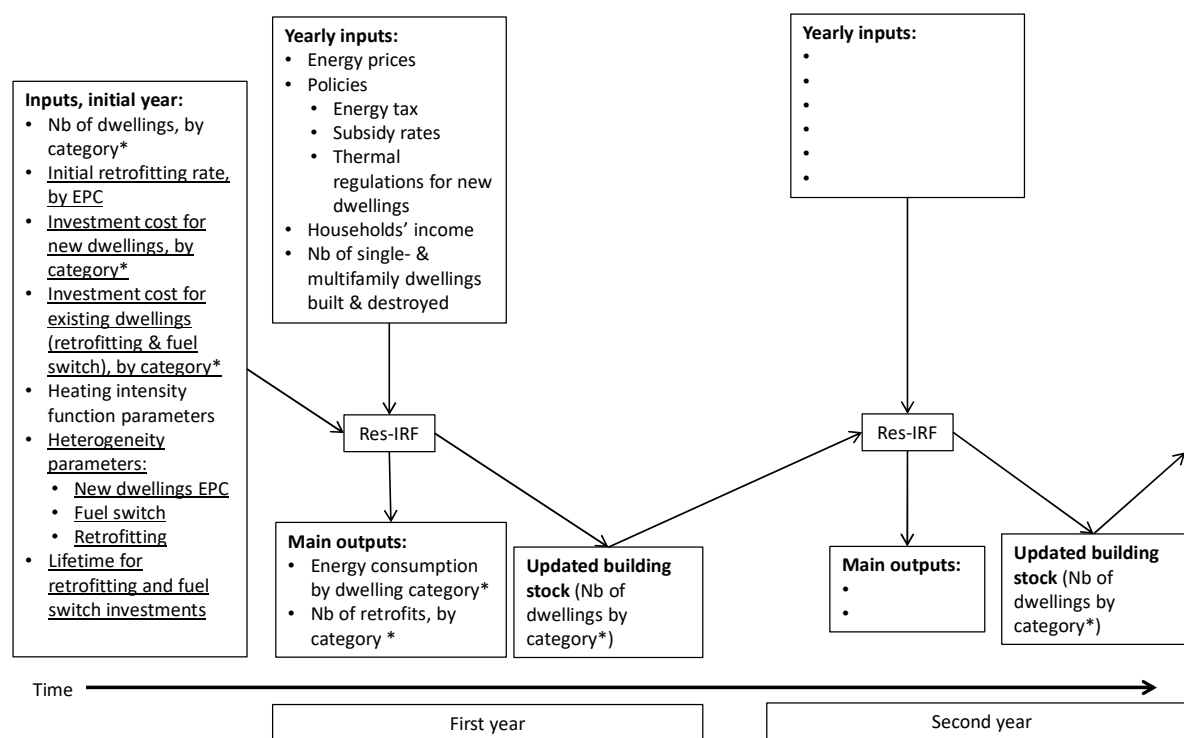 Inputs, initial year:
• Nb of dwellings, by
category*
• Initial retrofitting rate,
by EPC
• Investment cost for
new dwellings, by
category*
• Investment cost for
existing dwellings
(retrofitting & fuel
switch), by category*
• Heating intensity
function parameters
• Heterogeneity
parameters:
• New dwellings EPC
• Fuel switch
• Retrofitting
• Lifetime for
retrofitting and fuel
switch investments
Yearly inputs:
• Energy prices
• Policies
• Energy tax
• Subsidy rates
• Thermal
regulations for new
dwellings
• Households’ income
• Nb of single- &
multifamily dwellings
built & destroyed
Res-IRF
Main outputs:
• Energy consumption
by dwelling category*
• Nb of retrofits, by
category *
Updated building
stock (Nb of
dwellings by
category*)
Yearly inputs:
•
•
•
•
•
•
Res-IRF
Main outputs:
•
•
Updated building
stock (Nb of
dwellings by
category*)
Time
First year
Second year